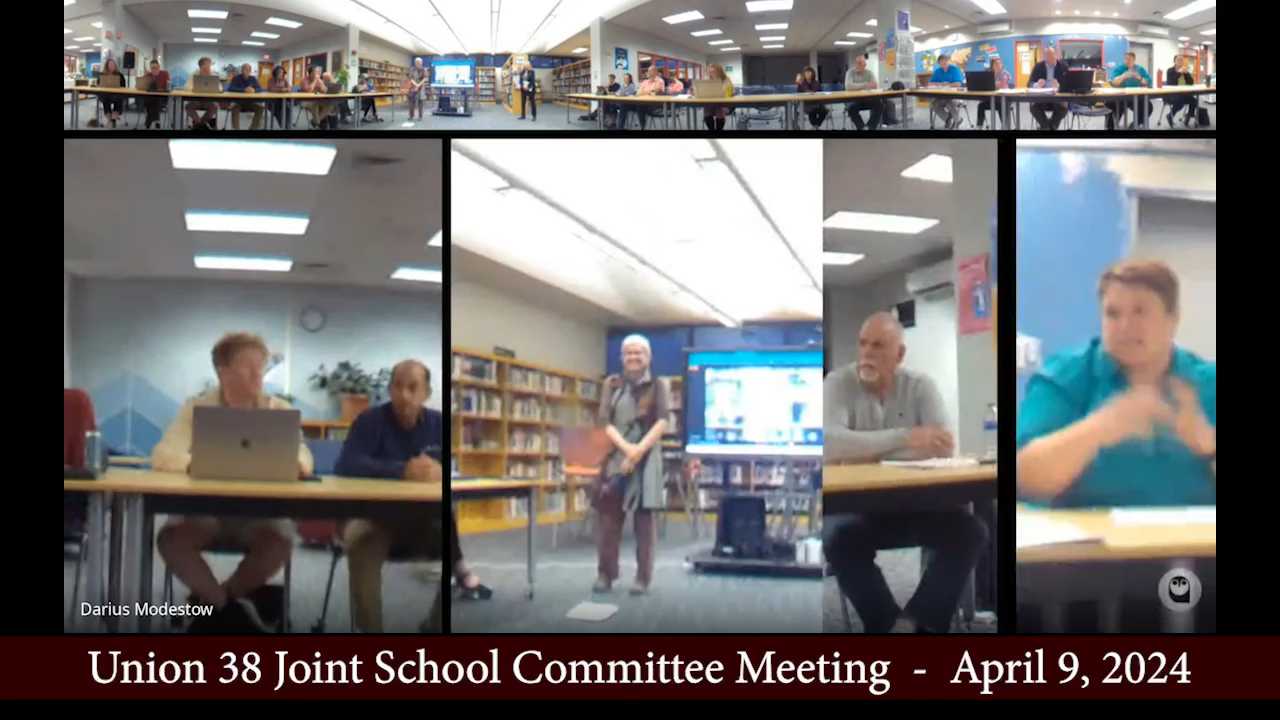 Darius Modestow
Union 38 Joint School Committee Meeting - April 9, 2024